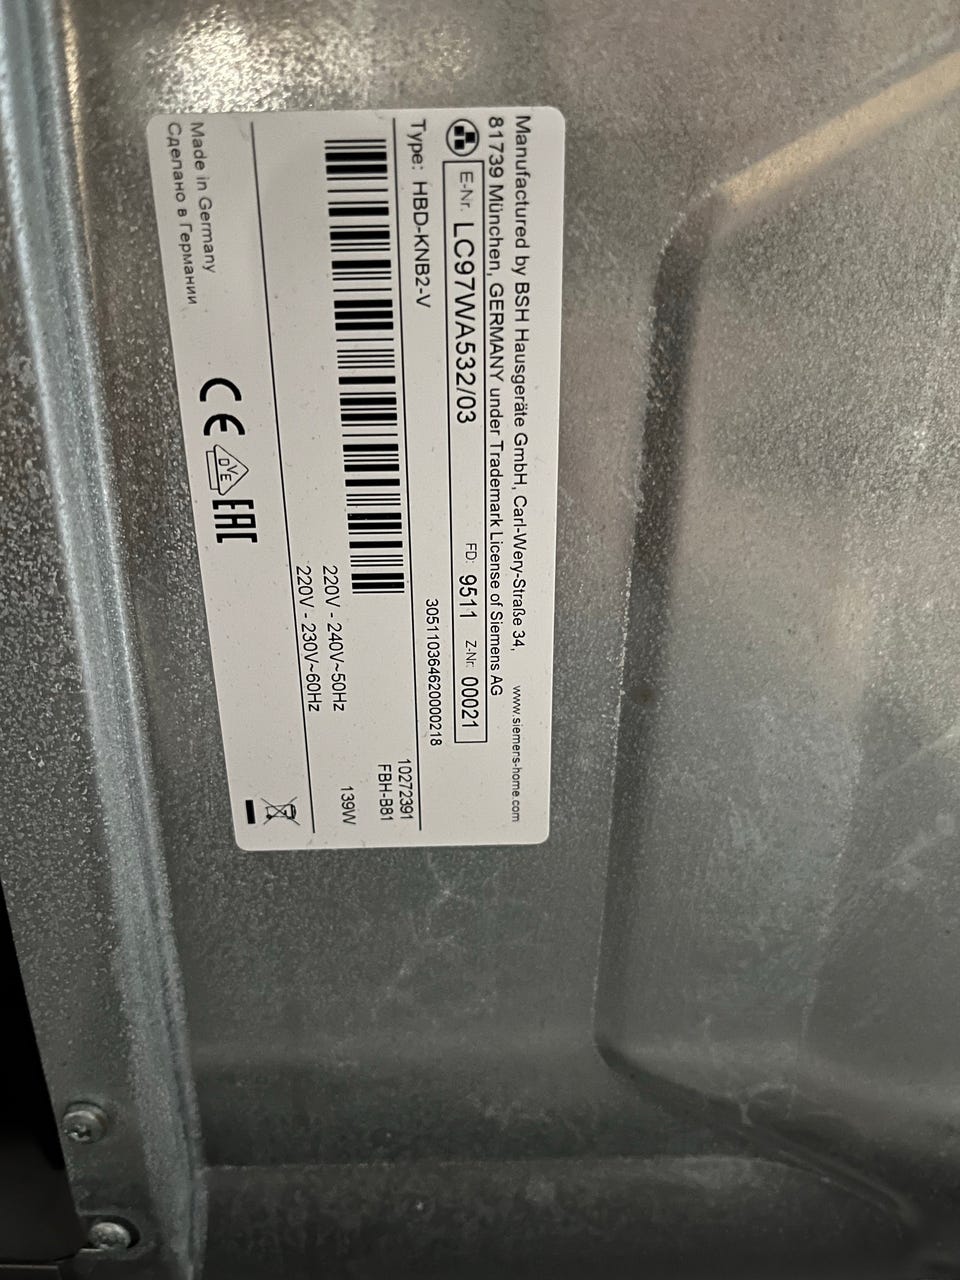 Manufactured by BSH Hausgeräte GmbH, Carl-Wery-Straße 34, www.siemens-home.com
81739 München, GERMANY under Trademark License of Siemens AG
E-Nr. LC97WA532/03 FD: 9511 Z-Nr. 00021
Type: HBD-KNB2-V 305110364620000218
10272391
FBH-B81
220V - 240V~50Hz 139W
220V - 230V~60Hz
Made in Germany
Сделано в Германии
CE DVE EAC